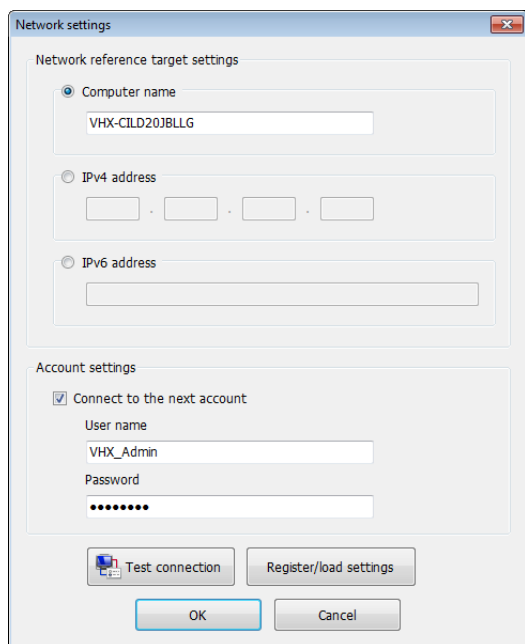 Network settings
Network reference target settings
Computer name
VHX-CILD20JBLLG
IPv4 address
. . .
IPv6 address
Account settings
Connect to the next account
User name
VHX_Admin
Password
●●●●●●●●
Test connection Register/load settings
OK Cancel